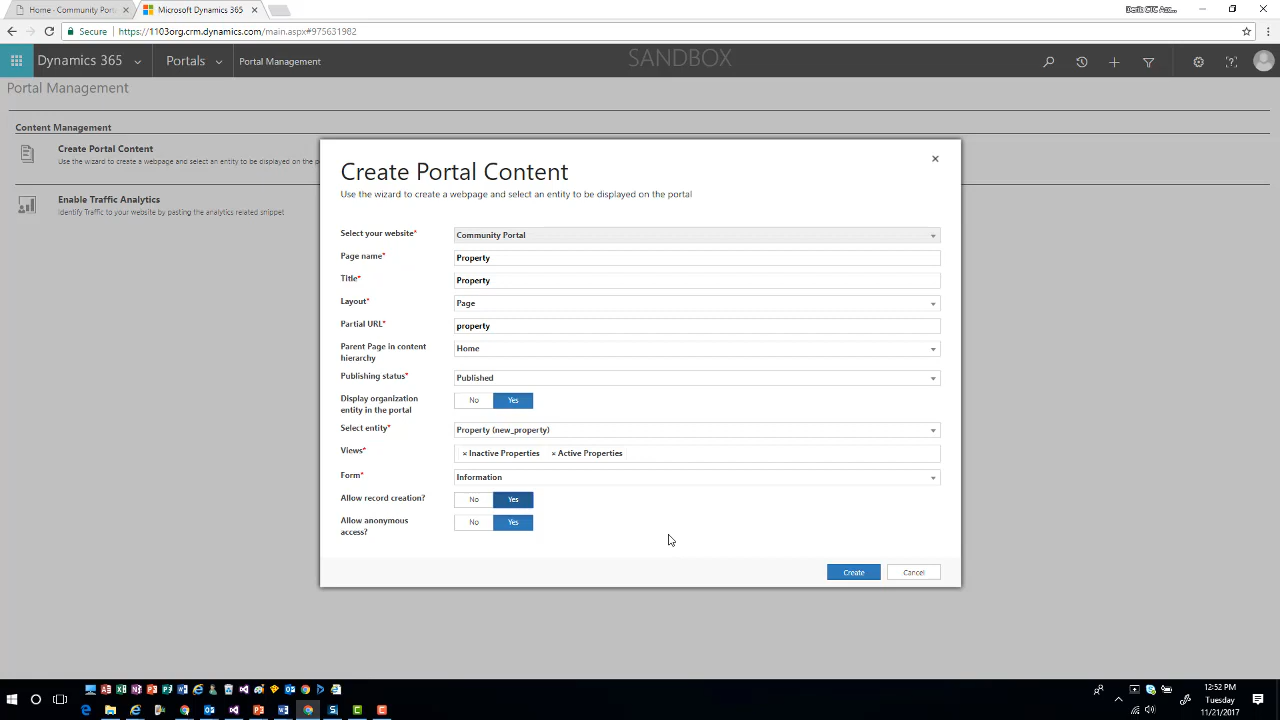 Home - Community Porta
Microsoft Dynamics 365
Secure
https://1103org.crm.dynamics.com/main.aspx#975631982
Dynamics 365
Portals
Portal Management
SANDBOX
Portal Management
Content Management
Create Portal Content
Use the wizard to create a webpage and select an entity to be displayed on the p
Enable Traffic Analytics
Identify Traffic to your website by pasting the analytics related snippet
Create Portal Content
Use the wizard to create a webpage and select an entity to be displayed on the portal
Select your website*
Community Portal
Page name*
Property
Title*
Property
Layout*
Page
Partial URL*
property
Parent Page in content
hierarchy
Home
Publishing status*
Published
Display organization
entity in the portal
No Yes
Select entity*
Property (new_property)
Views*
× Inactive Properties × Active Properties
Form*
Information
Allow record creation?
No Yes
Allow anonymous
access?
No Yes
Create
Cancel
12:52 PM
Tuesday
11/21/2017